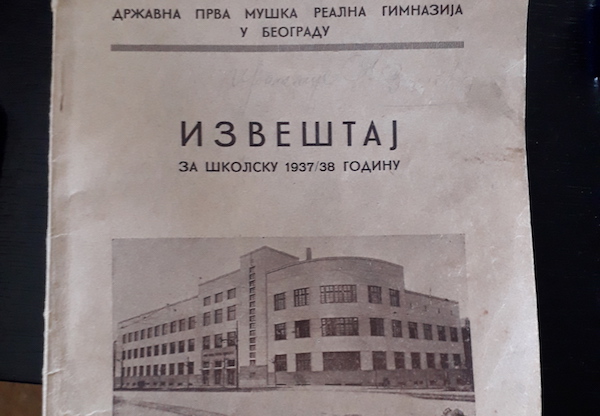 ДРЖАВНА ПРВА МУШКА РЕАЛНА ГИМНАЗИЈА
У БЕОГРАДУ
ИЗВЕШТАЈ
ЗА ШКОЛСКУ 1937/38 ГОДИНУ